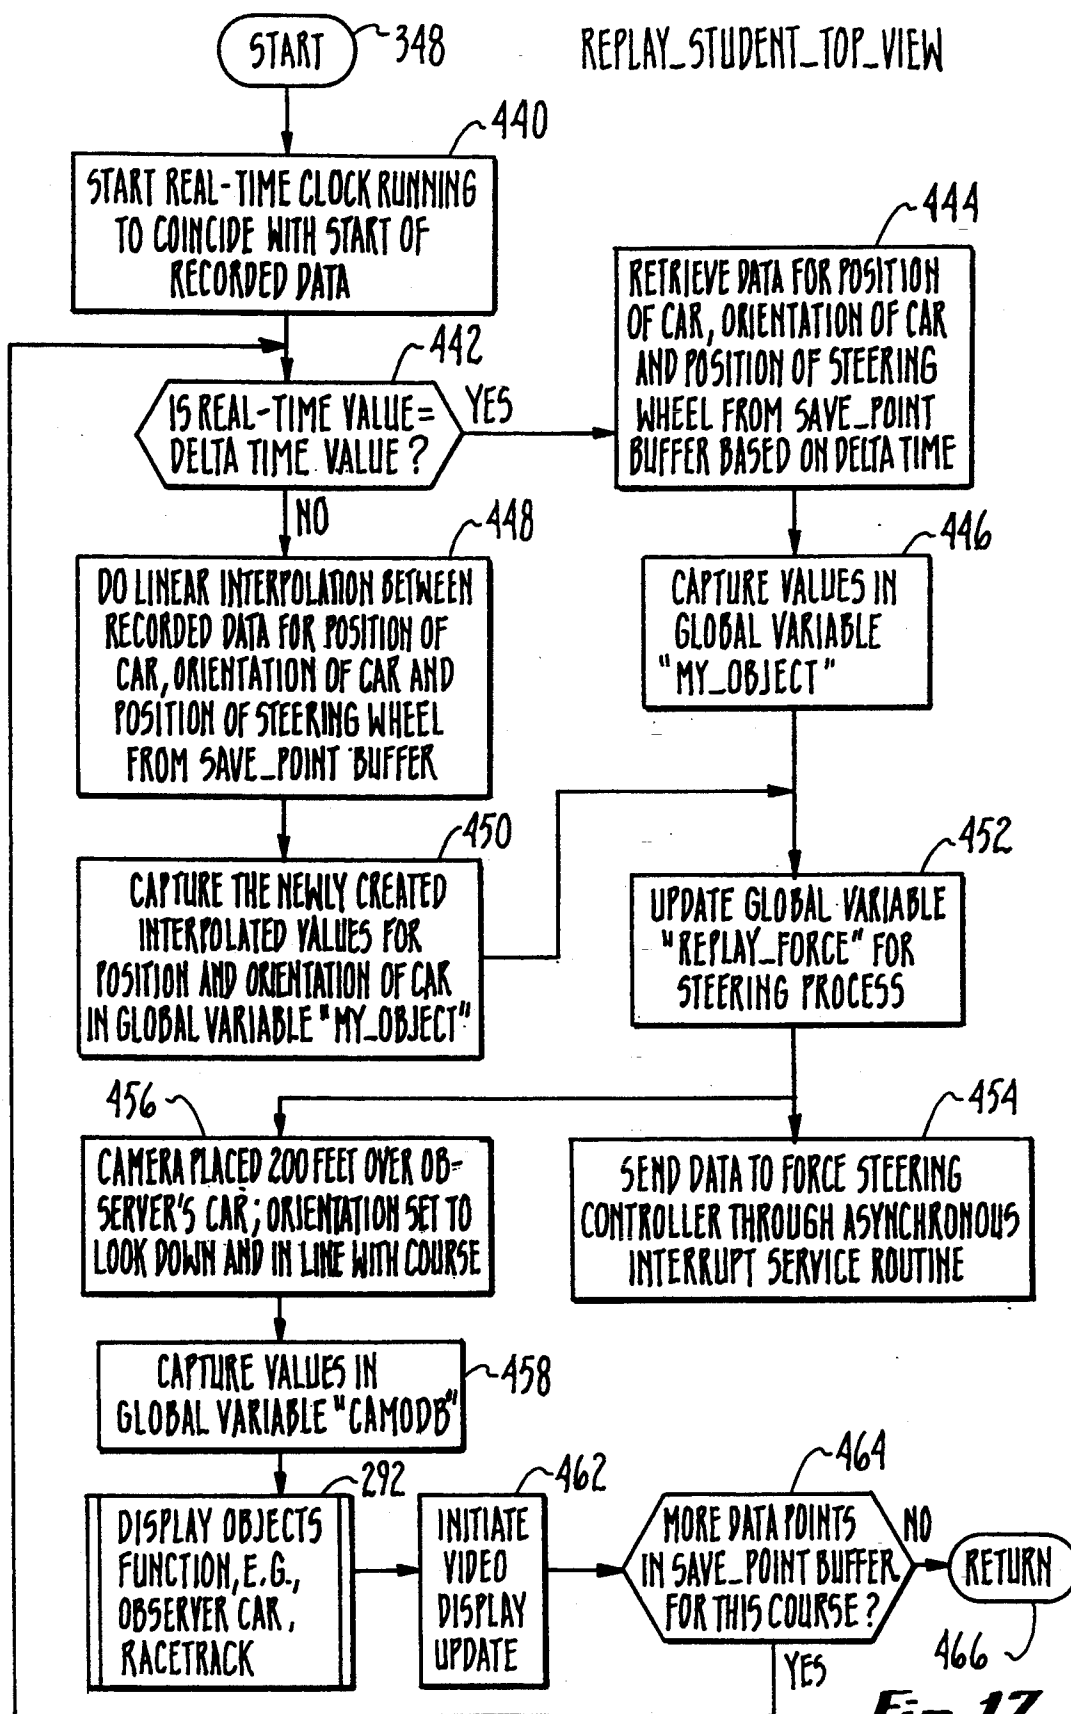 START
348
REPLAY_STUDENT_TOP_VIEW
440
START REAL-TIME CLOCK RUNNING
TO COINCIDE WITH START OF
RECORDED DATA
442
IS REAL-TIME VALUE =
DELTA TIME VALUE ?
YES
NO
444
RETRIEVE DATA FOR POSITION
OF CAR, ORIENTATION OF CAR
AND POSITION OF STEERING
WHEEL FROM SAVE_POINT
BUFFER BASED ON DELTA TIME
446
CAPTURE VALUES IN
GLOBAL VARIABLE
"MY_OBJECT"
448
DO LINEAR INTERPOLATION BETWEEN
RECORDED DATA FOR POSITION OF
CAR, ORIENTATION OF CAR AND
POSITION OF STEERING WHEEL
FROM SAVE_POINT BUFFER
450
CAPTURE THE NEWLY CREATED
INTERPOLATED VALUES FOR
POSITION AND ORIENTATION OF CAR
IN GLOBAL VARIABLE "MY_OBJECT"
452
UPDATE GLOBAL VARIABLE
"REPLAY_FORCE" FOR
STEERING PROCESS
454
SEND DATA TO FORCE STEERING
CONTROLLER THROUGH ASYNCHRONOUS
INTERRUPT SERVICE ROUTINE
456
CAMERA PLACED 200 FEET OVER OB-
SERVER'S CAR; ORIENTATION SET TO
LOOK DOWN AND IN LINE WITH COURSE
458
CAPTURE VALUES IN
GLOBAL VARIABLE "CAMODB"
292
DISPLAY OBJECTS
FUNCTION, E.G.,
OBSERVER CAR,
RACETRACK
462
INITIATE
VIDEO
DISPLAY
UPDATE
464
MORE DATA POINTS
IN SAVE_POINT BUFFER
FOR THIS COURSE ?
NO
RETURN
466
YES
Fig. 17